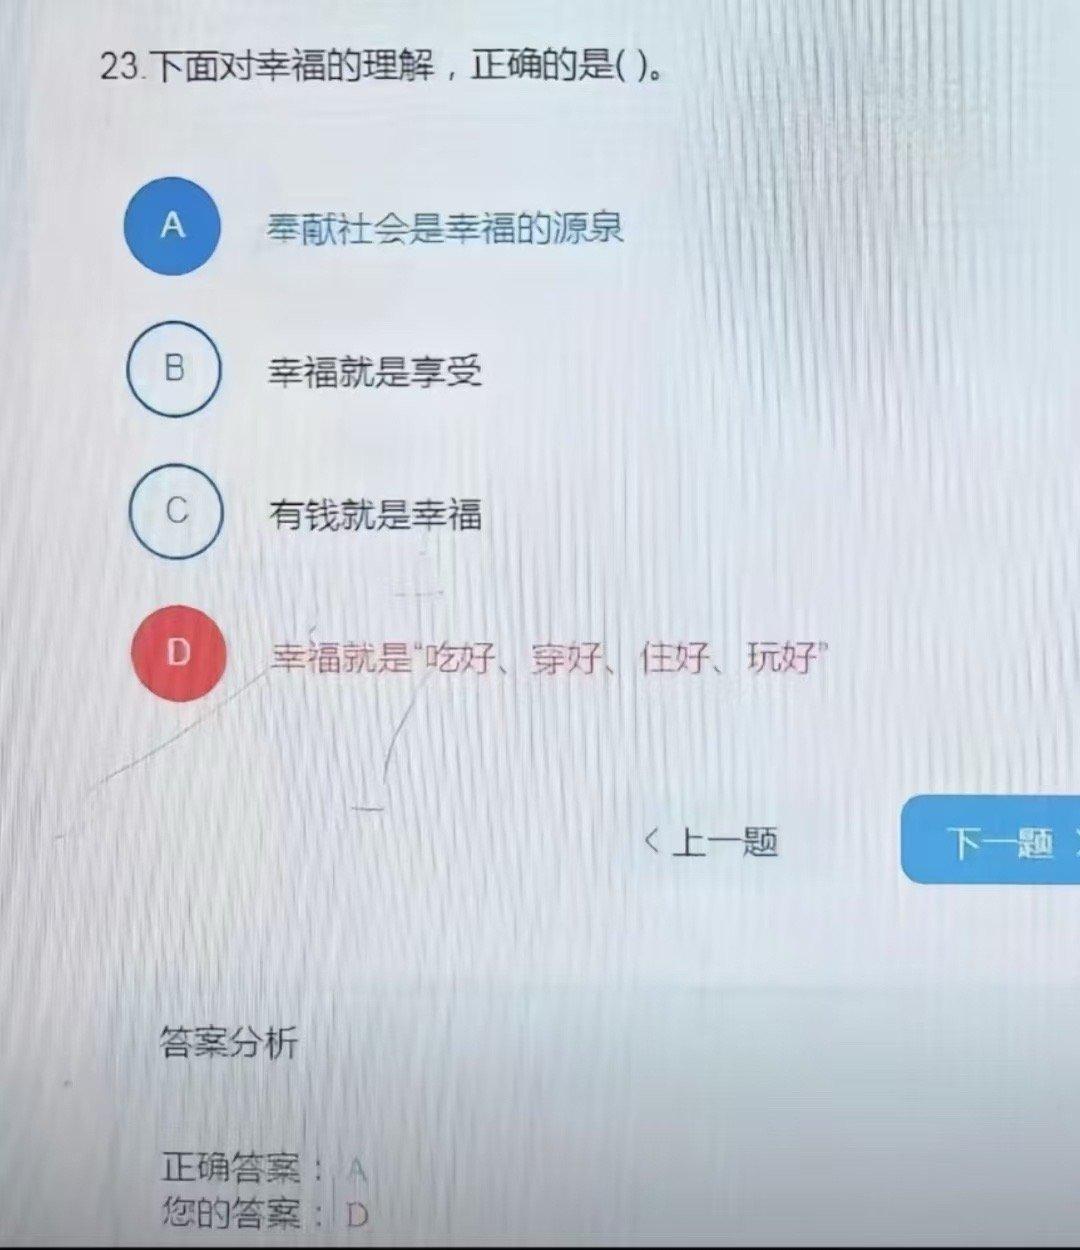 23.下面对幸福的理解，正确的是( )。
A 奉献社会是幸福的源泉
B 幸福就是享受
C 有钱就是幸福
D 幸福就是“吃好、穿好、住好、玩好”
< 上一题 下一题 >
答案分析
正确答案： A
您的答案： D